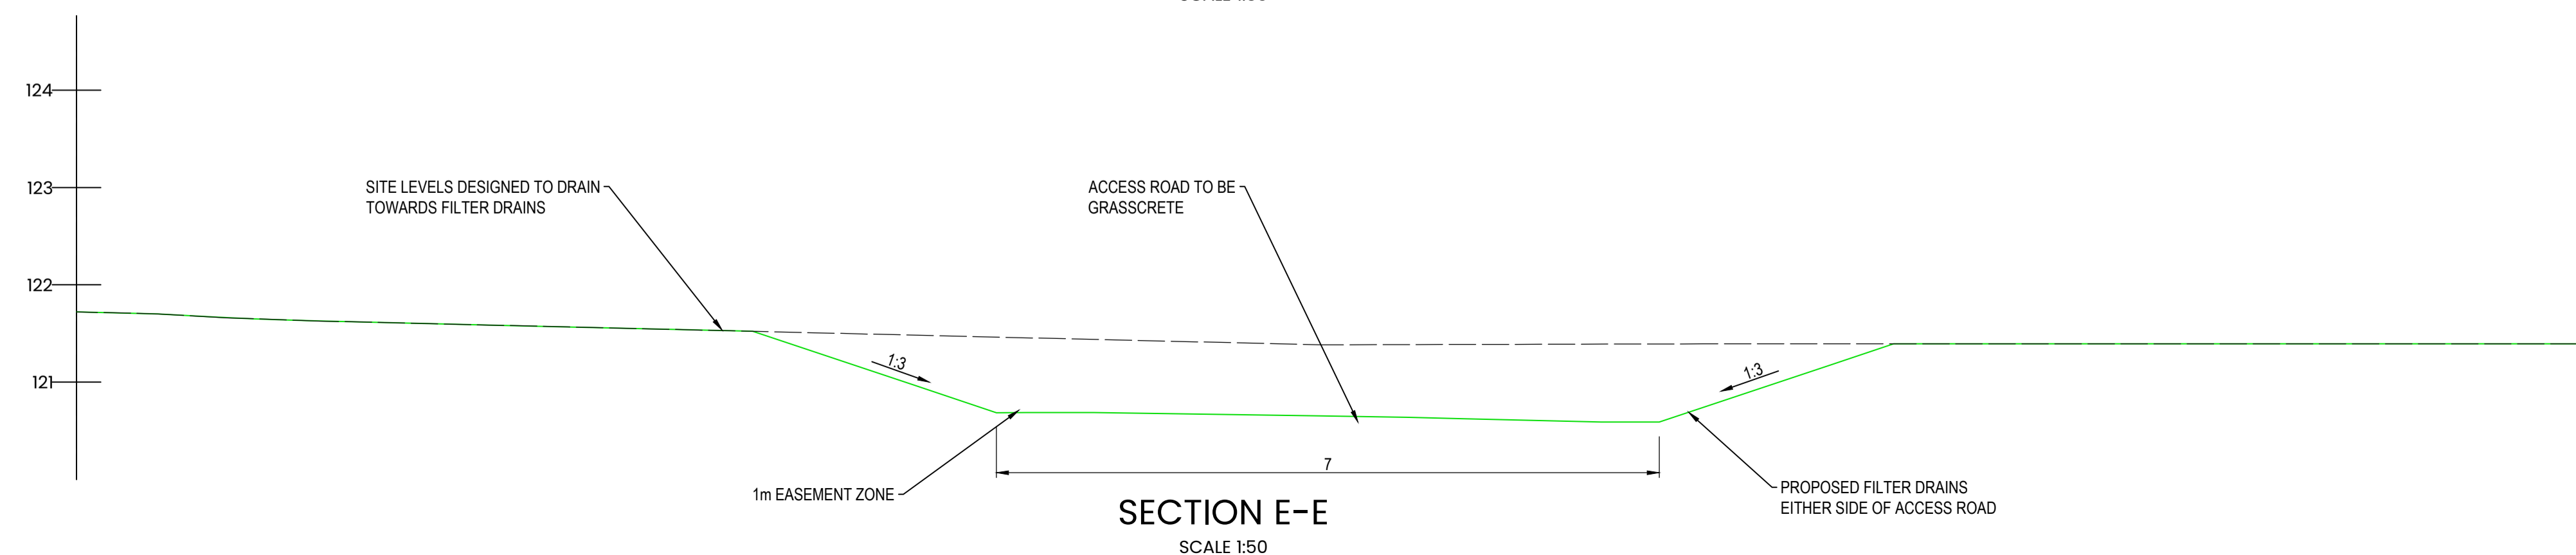 124
123
122
121
SITE LEVELS DESIGNED TO DRAIN
TOWARDS FILTER DRAINS
ACCESS ROAD TO BE
GRASSCRETE
1:3
1:3
7
1m EASEMENT ZONE
PROPOSED FILTER DRAINS
EITHER SIDE OF ACCESS ROAD
SECTION E-E
SCALE 1:50